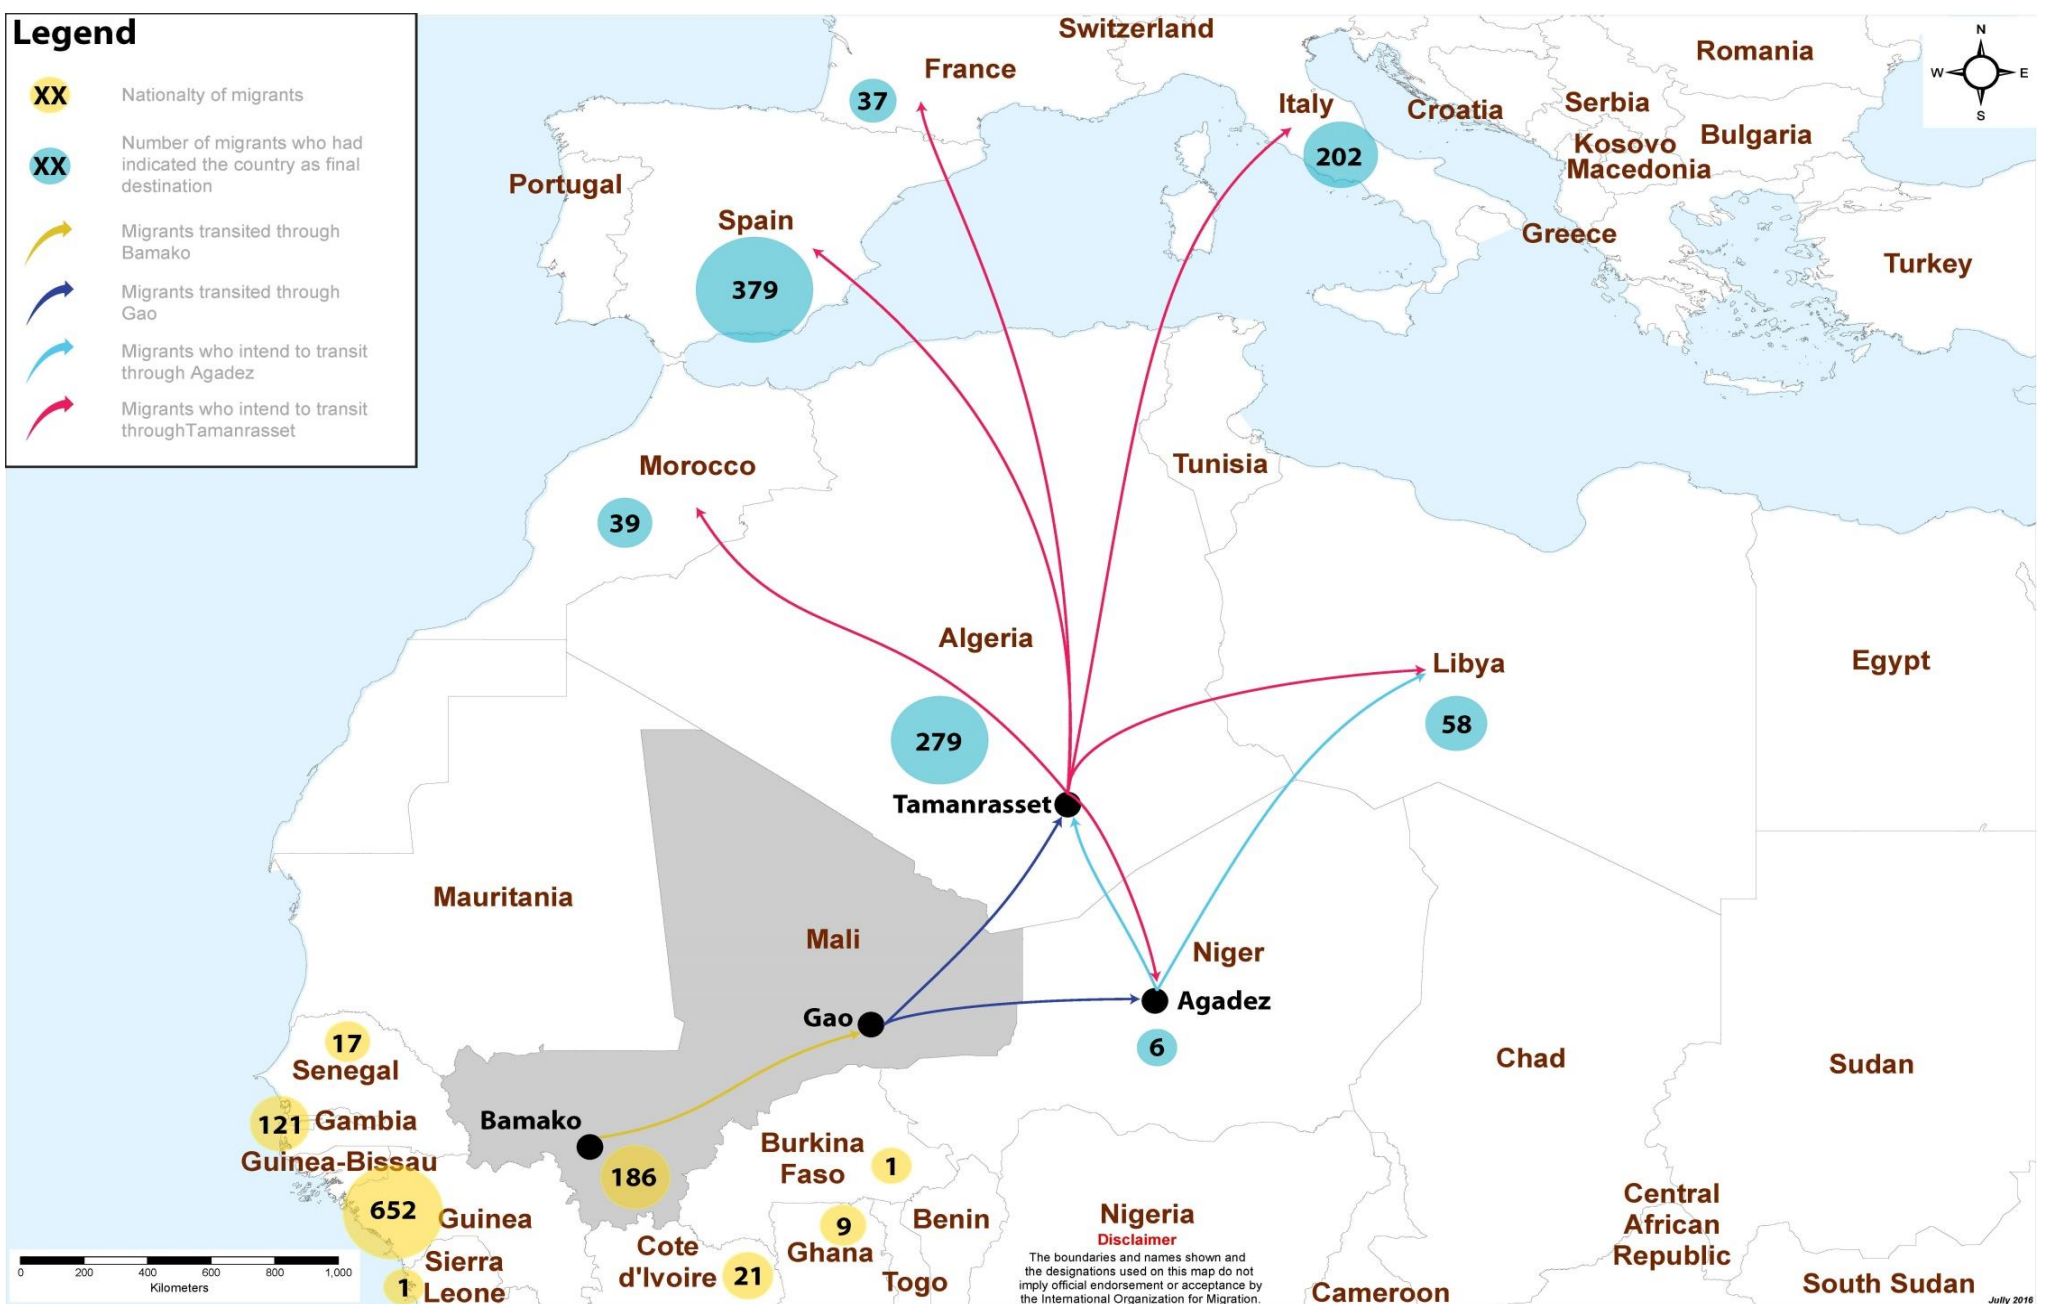 Legend
XX
Nationalty of migrants
XX
Number of migrants who had
indicated the country as final
destination
Migrants transited through
Bamako
Migrants transited through
Gao
Migrants who intend to transit
through Agadez
Migrants who intend to transit
throughTamanrasset
Switzerland
France
37
Italy
202
Croatia
Romania
Serbia
Bulgaria
Kosovo
Macedonia
N
W
E
S
Portugal
Spain
379
Greece
Turkey
Morocco
39
Tunisia
Algeria
279
Libya
58
Egypt
Tamanrasset
Mauritania
Mali
Niger
Gao
Agadez
6
Chad
Sudan
17
Senegal
121
Gambia
Guinea-Bissau
652
Guinea
Sierra
Leone
1
Bamako
186
Burkina
Faso
1
9
Ghana
Cote
d'Ivoire
21
Benin
Togo
Nigeria
Disclaimer
The boundaries and names shown and
the designations used on this map do not
imply official endorsement or acceptance by
the International Organization for Migration.
Cameroon
Central
African
Republic
South Sudan
0 200 400 600 800 1,000
Kilometers
Jully 2016